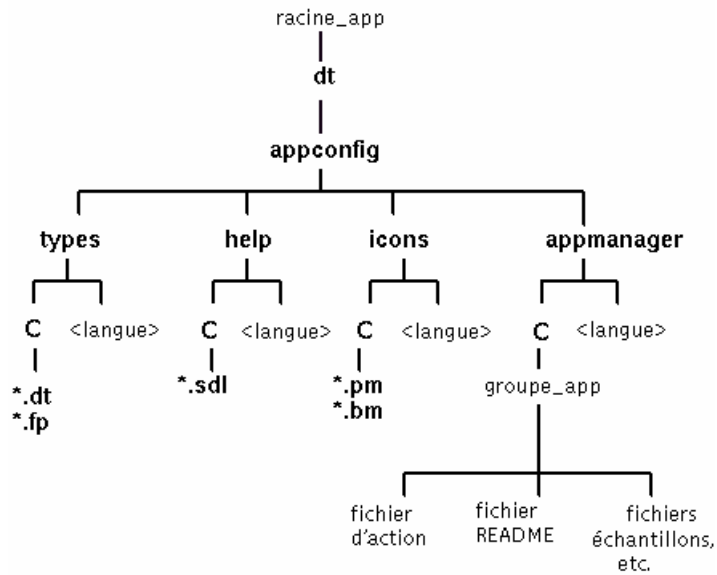 racine_app
dt
appconfig
types help icons appmanager
C <langue> C <langue> C <langue> C <langue>
*.dt *.sdl *.pm groupe_app
*.fp *.bm
fichier fichier fichiers
d'action README échantillons,
etc.